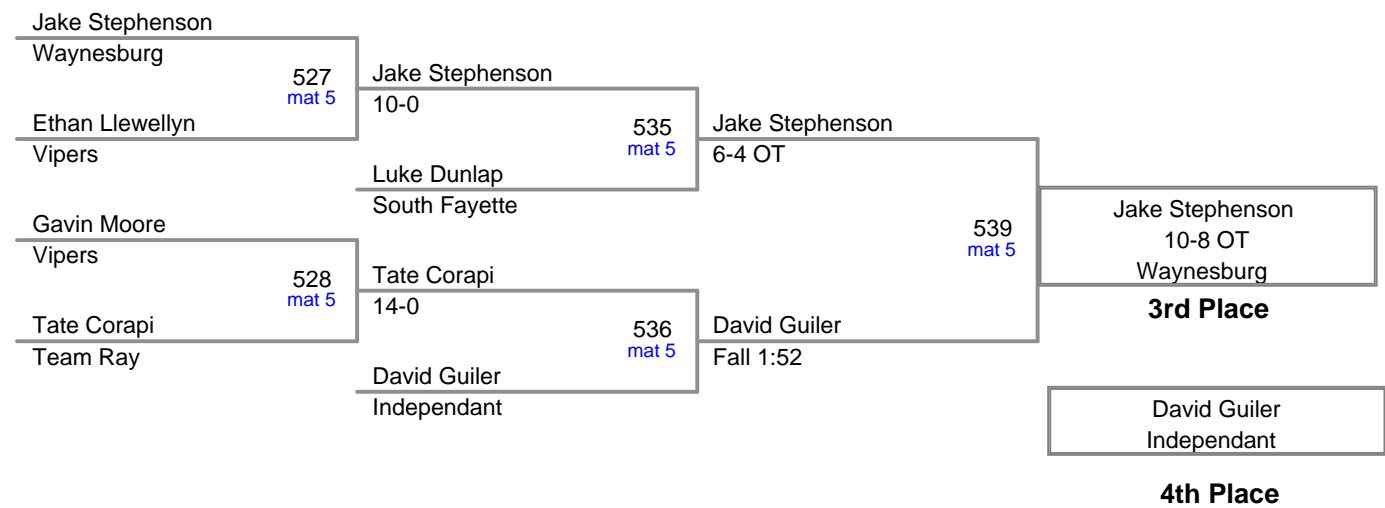 Jake Stephenson
Waynesburg
527
mat 5
Jake Stephenson
10-0
Ethan Llewellyn
Vipers
535
mat 5
Jake Stephenson
6-4 OT
Luke Dunlap
South Fayette
Gavin Moore
Vipers
539
mat 5
Jake Stephenson
10-8 OT
Waynesburg
3rd Place
528
mat 5
Tate Corapi
14-0
Tate Corapi
Team Ray
536
mat 5
David Guiler
Fall 1:52
David Guiler
Independant
David Guiler
Independant
4th Place